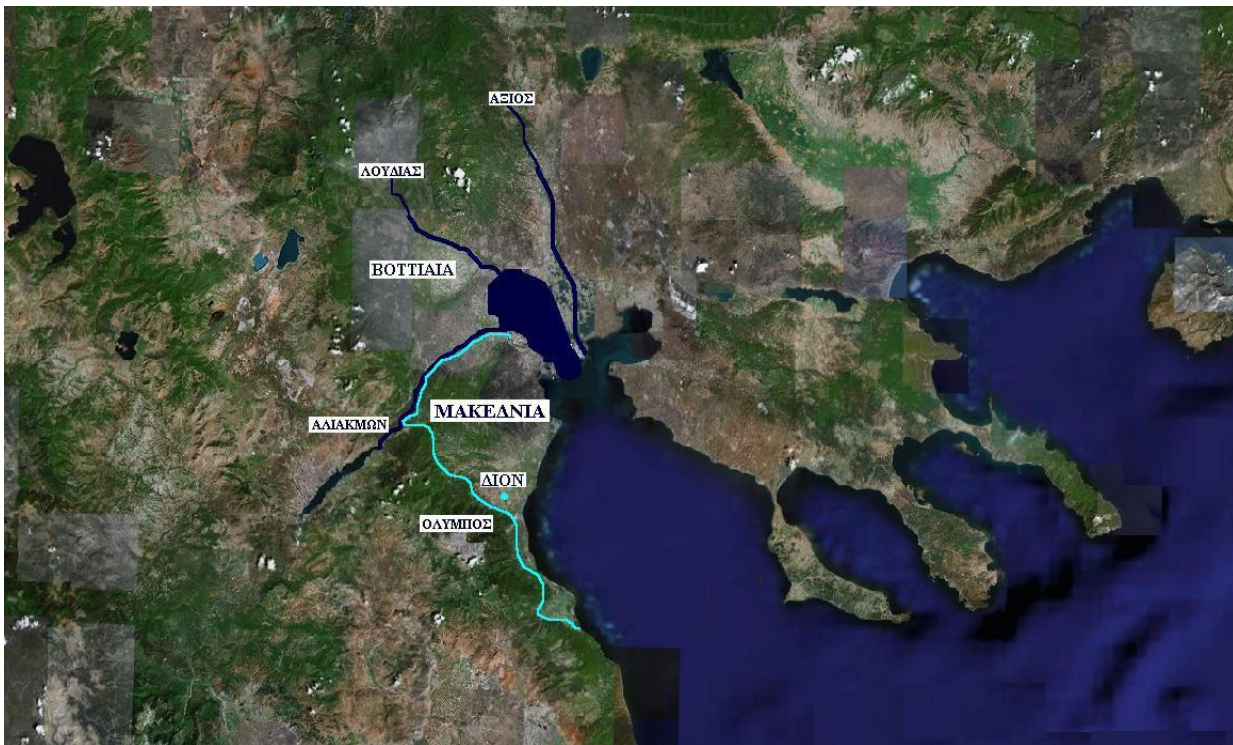 ΑΞΙΟΣ
ΛΟΥΔΙΑΣ
ΒΟΤΤΙΑΙΑ
ΜΑΚΕΔΝΙΑ
ΑΛΙΑΚΜΩΝ
ΔΙΟΝ
ΟΛΥΜΠΟΣ